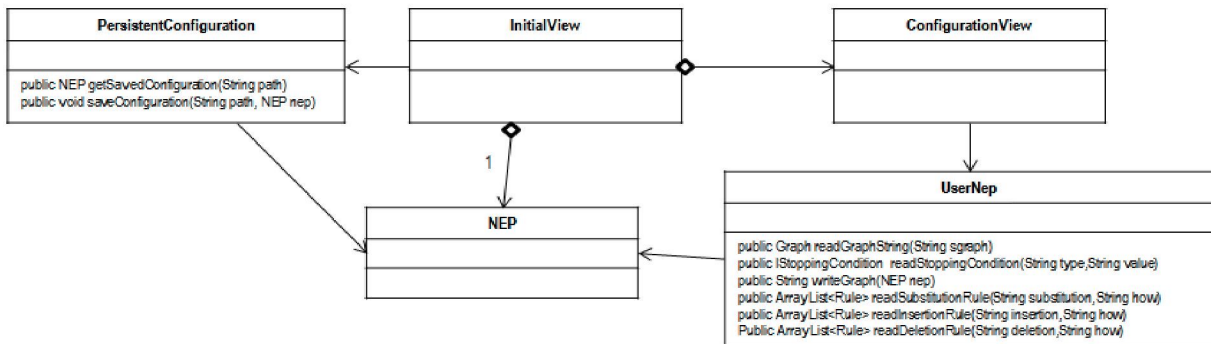 PersistentConfiguration
public NEP getSavedConfiguration(String path)
public void saveConfiguration(String path, NEP nep)
InitialView
ConfigurationView
1
NEP
UserNep
public Graph readGraphString(String sgraph)
public IStoppingCondition readStoppingCondition(String type,String value)
public String writeGraph(NEP nep)
public ArrayList<Rule> readSubstitutionRule(String substitution,String how)
public ArrayList<Rule> readInsertionRule(String insertion,String how)
Public ArrayList<Rule> readDeletionRule(String deletion,String how)